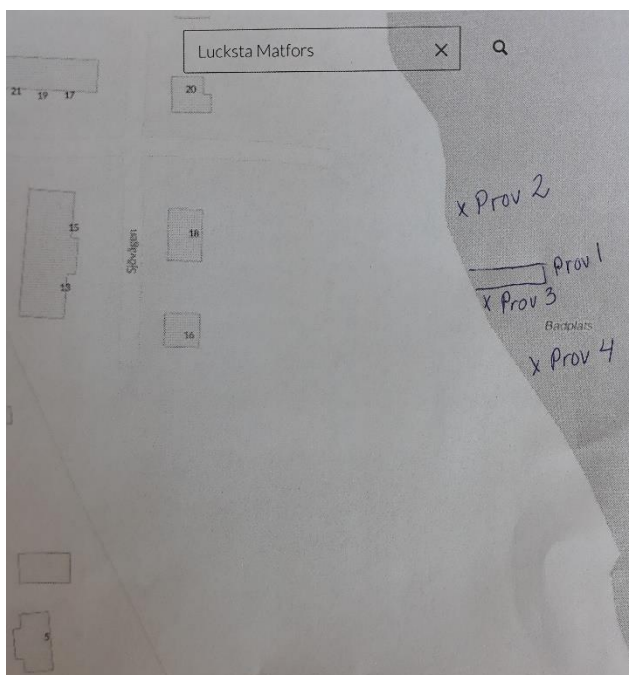 Lucksta Matfors
21 19 17
20
x Prov 2
15
18
Sjövägen
Prov 1
13
x Prov 3
Badplats
16
x Prov 4
5